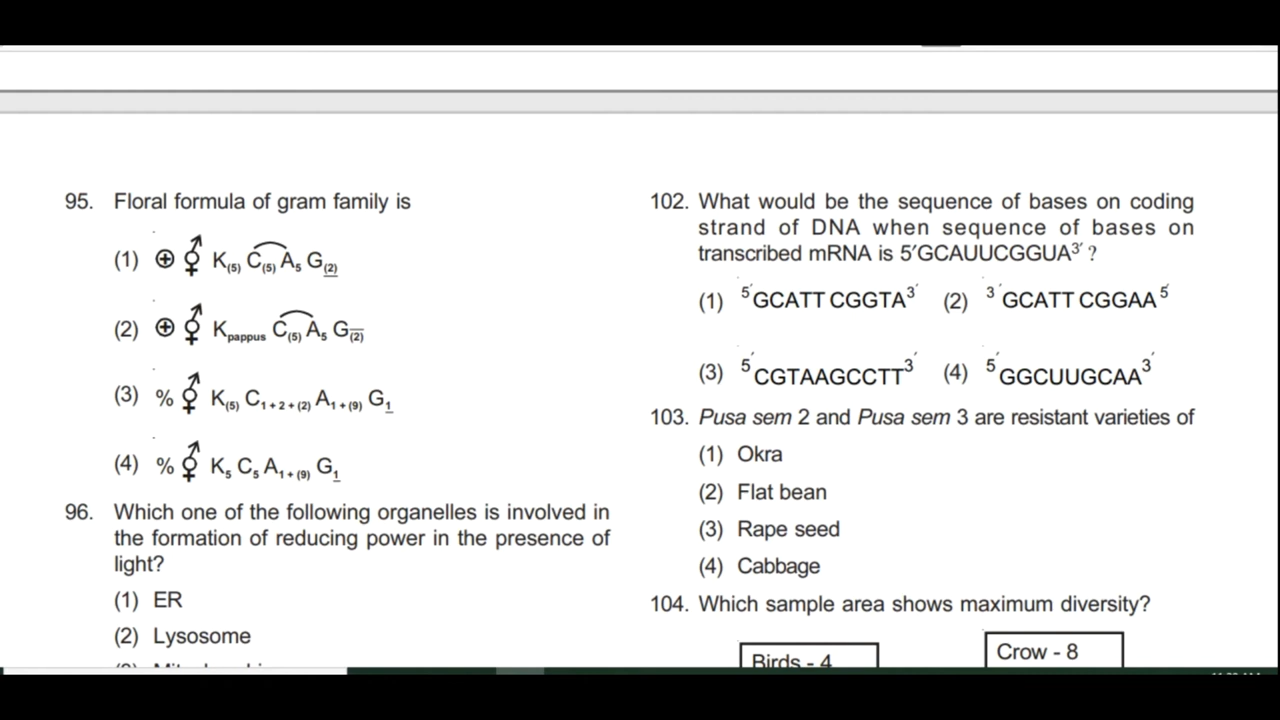 95. Floral formula of gram family is
(1) ⊕ ⚥ K(5) C(5) A5 G(2)
(2) ⊕ ⚥ Kpappus C(5) A5 G(2)
(3) % ⚥ K(5) C1+2+(2) A1+(9) G1
(4) % ⚥ K5 C5 A1+(9) G1
96. Which one of the following organelles is involved in
the formation of reducing power in the presence of
light?
(1) ER
(2) Lysosome
102. What would be the sequence of bases on coding
strand of DNA when sequence of bases on
transcribed mRNA is 5′GCAUUCGGUA3′ ?
(1) 5′GCATT CGGTA3′ (2) 3′GCATT CGGAA5′
(3) 5′CGTAAGCCTT3′ (4) 5′GGCUUGCAA3′
103. Pusa sem 2 and Pusa sem 3 are resistant varieties of
(1) Okra
(2) Flat bean
(3) Rape seed
(4) Cabbage
104. Which sample area shows maximum diversity?
Birds - 4
Crow - 8